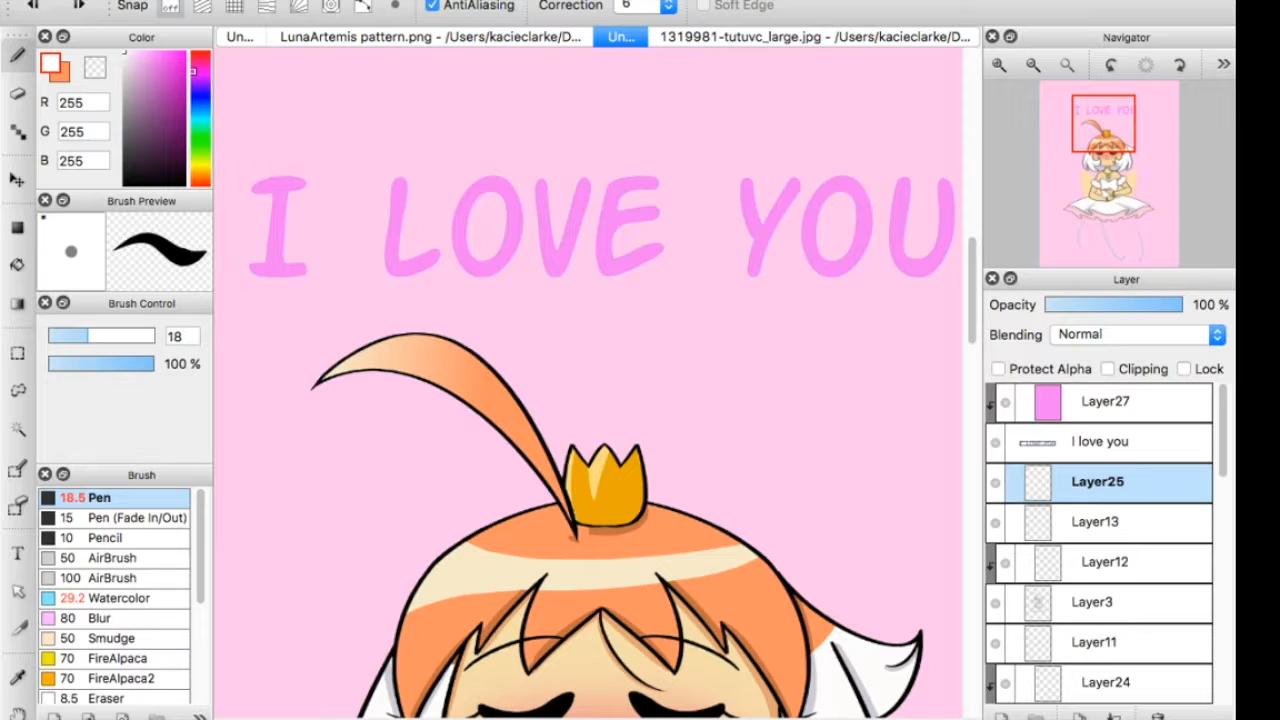 Snap off AntiAliasing Correction 6 Soft Edge
Color Un... LunaArtemis pattern.png - /Users/kacieclarke/D... Un... 1319981-tutuvc_large.jpg - /Users/kacieclarke/D... Navigator
R 255
G 255
B 255
I LOVE YOU
I LOVE YOU
Brush Preview
Brush Control
18
100 %
Brush
18.5 Pen
15 Pen (Fade In/Out)
10 Pencil
50 AirBrush
100 AirBrush
29.2 Watercolor
80 Blur
50 Smudge
70 FireAlpaca
70 FireAlpaca2
8.5 Eraser
Layer
Opacity 100 %
Blending Normal
Protect Alpha Clipping Lock
Layer27
I love you
Layer25
Layer13
Layer12
Layer3
Layer11
Layer24